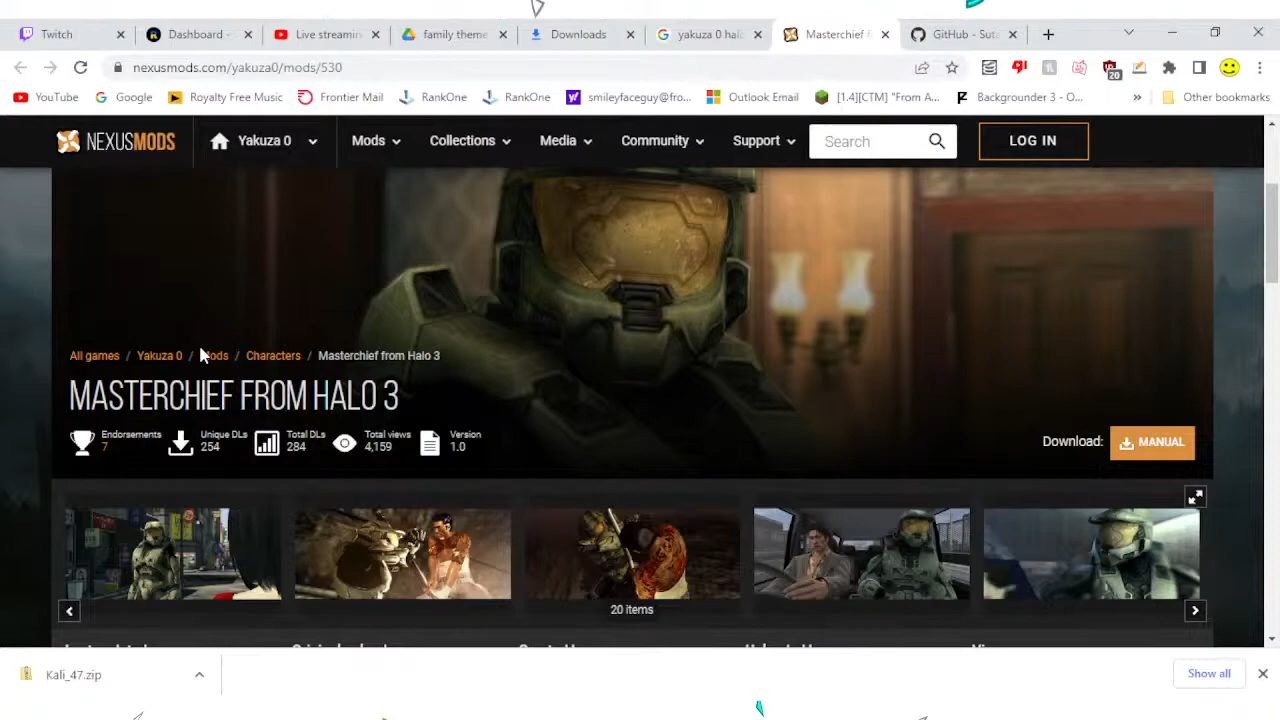 Twitch
Dashboard -
Live streamin
family theme
Downloads
yakuza 0 halo
Masterchief f
GitHub - Suta
nexusmods.com/yakuza0/mods/530
20
YouTube
Google
Royalty Free Music
Frontier Mail
RankOne
RankOne
smileyfaceguy@fro...
Outlook Email
[1.4][CTM] "From A...
Backgrounder 3 - O...
»
Other bookmarks
NEXUSMODS
Yakuza 0
Mods
Collections
Media
Community
Support
Search
LOG IN
All games / Yakuza 0 / Mods / Characters / Masterchief from Halo 3
MASTERCHIEF FROM HALO 3
Endorsements
7
Unique DLs
254
Total DLs
284
Total views
4,159
Version
1.0
Download:
MANUAL
20 items
Kali_47.zip
Show all